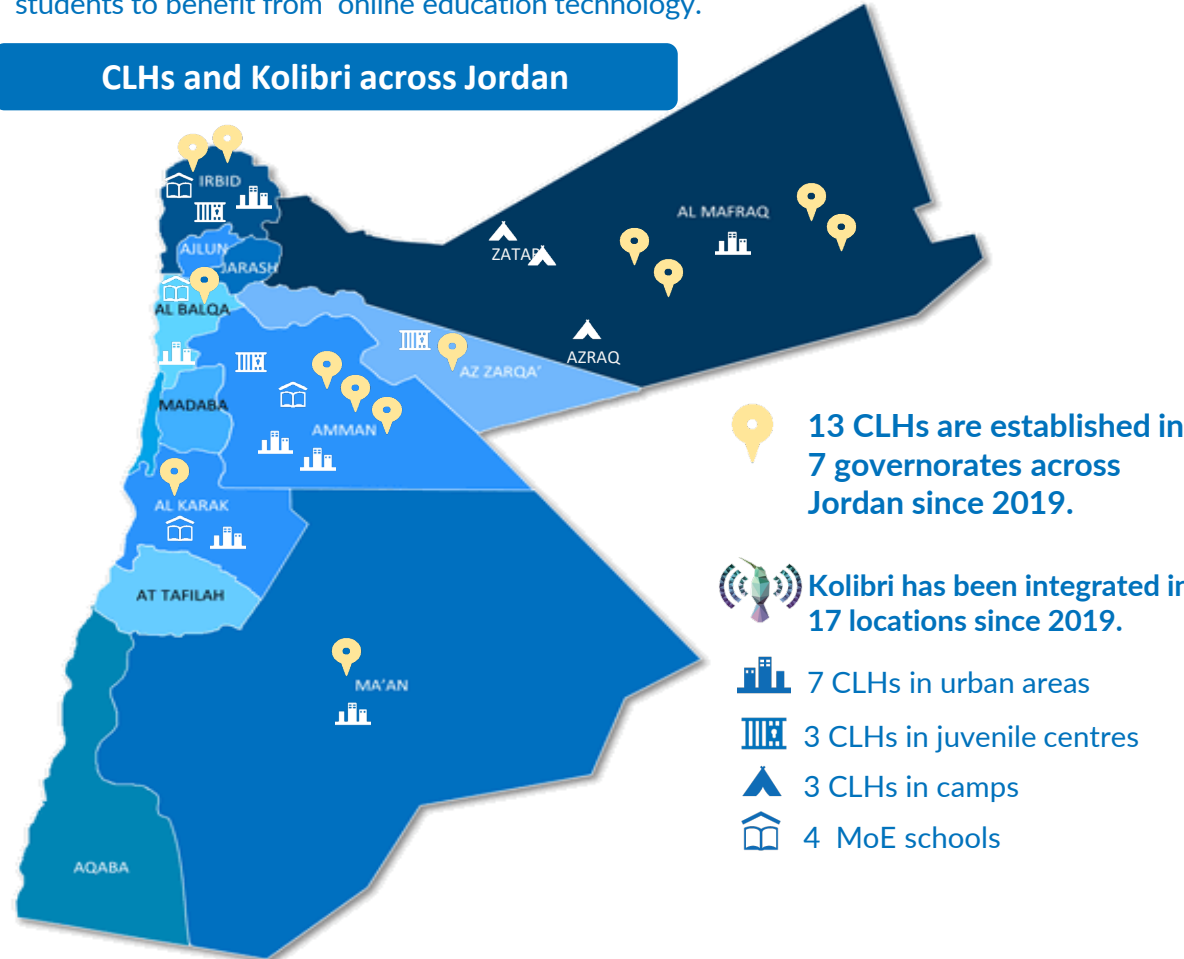 students to benefit from online education technology.
CLHs and Kolibri across Jordan
IRBID
AL MAFRAQ
AJLUN
JARASH
AL BALQA
AZRAQ
AZ ZARQA'
MADABA
AMMAN
13 CLHs are established in
7 governorates across
Jordan since 2019.
AL KARAK
Kolibri has been integrated in
17 locations since 2019.
AT TAFILAH
7 CLHs in urban areas
MA'AN
3 CLHs in juvenile centres
3 CLHs in camps
4 MoE schools
AQABA